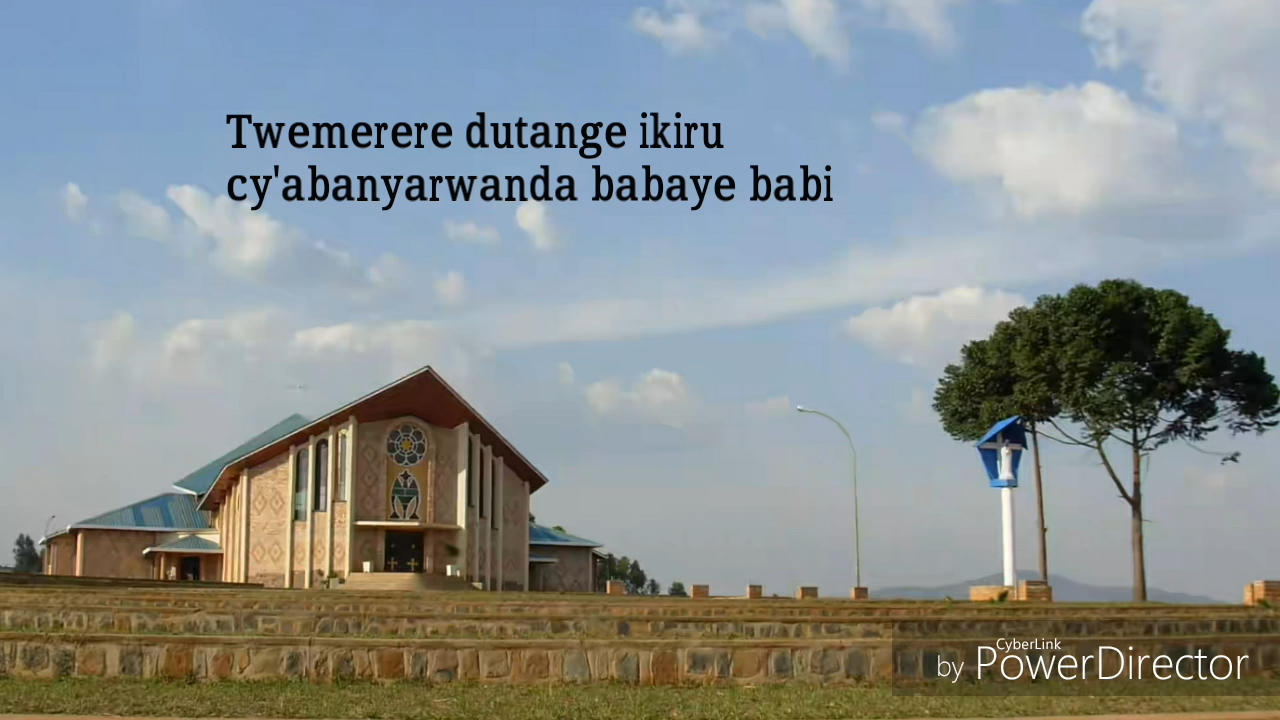 Twemerere dutange ikiru
cy'abanyarwanda babaye babi
CyberLink
by PowerDirector